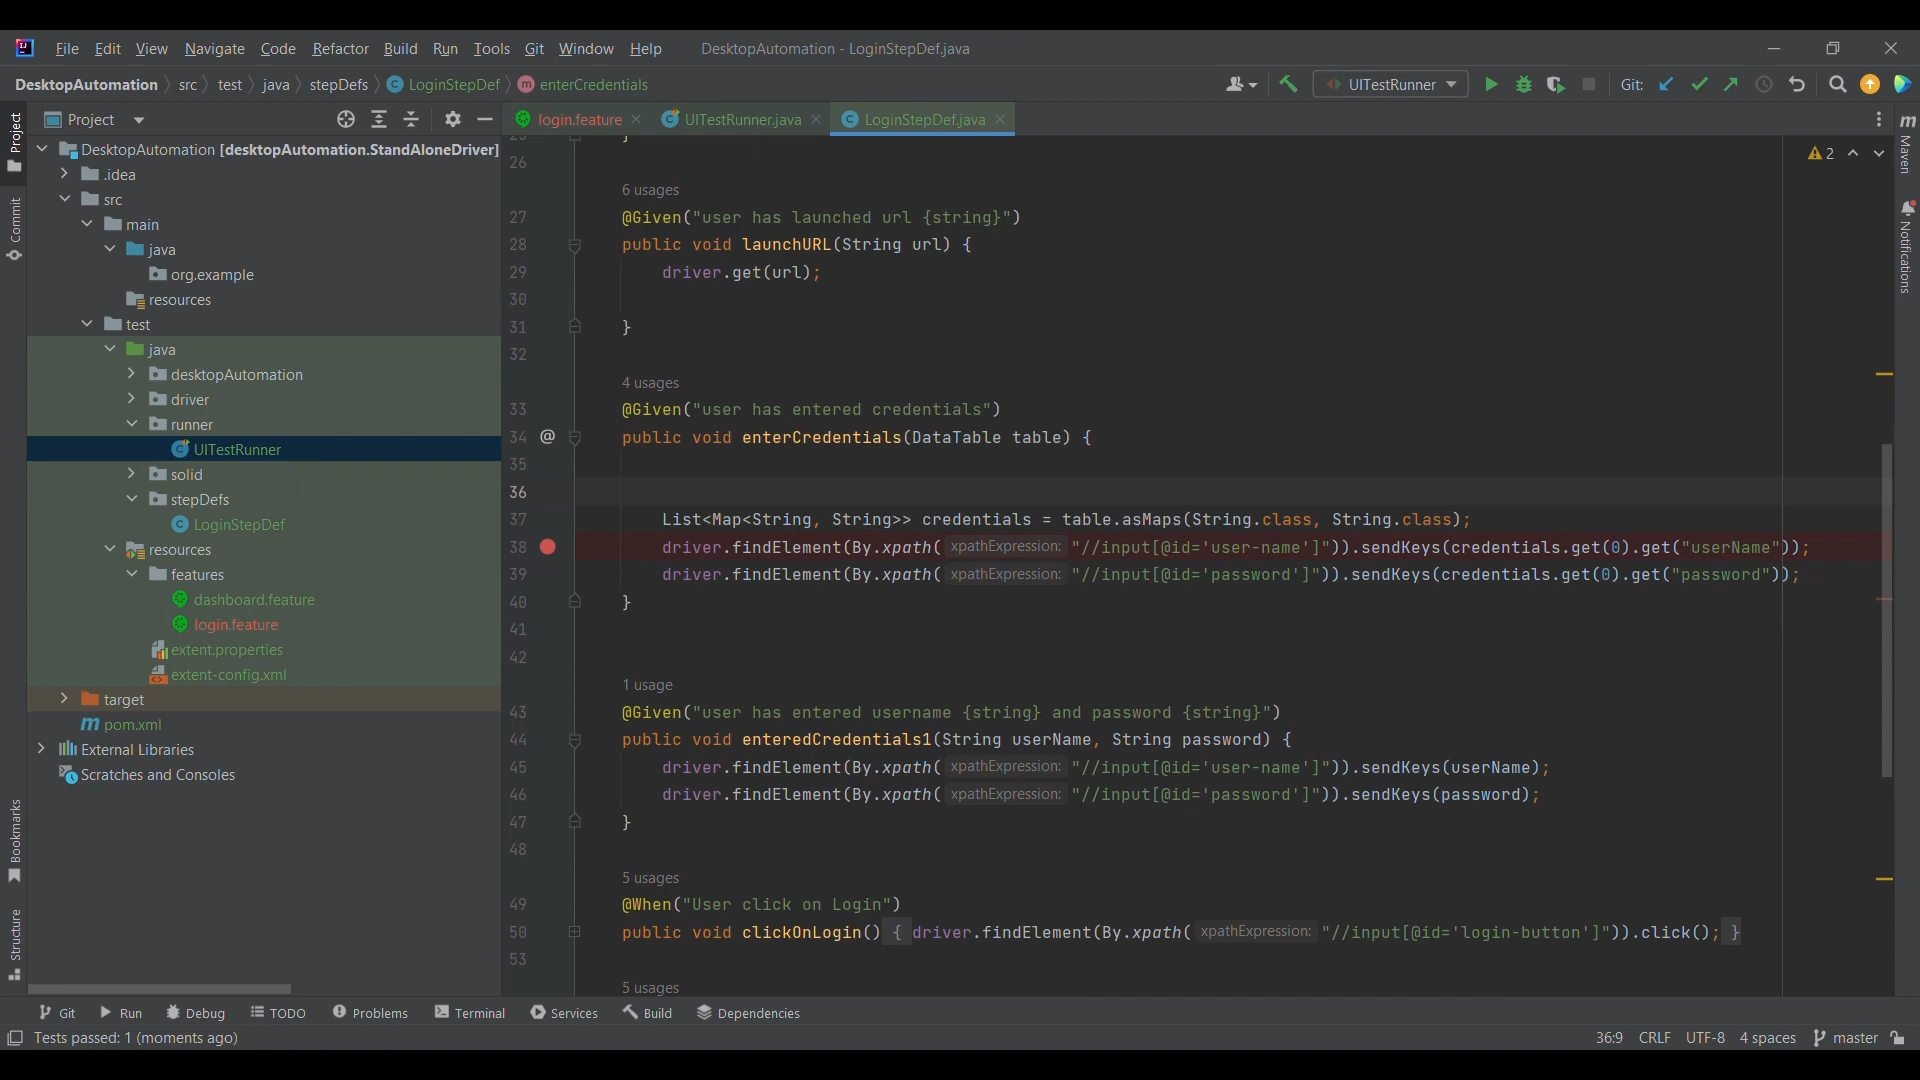 File Edit View Navigate Code Refactor Build Run Tools Git Window Help DesktopAutomation - LoginStepDef.java
DesktopAutomation src test java stepDefs LoginStepDef enterCredentials UITestRunner Git:
Project
login.feature UITestRunner.java LoginStepDef.java
Project
Commit
Bookmarks
Structure
DesktopAutomation [desktopAutomation.StandAloneDriver]
.idea
src
main
java
org.example
resources
test
java
desktopAutomation
driver
runner
UITestRunner
solid
stepDefs
LoginStepDef
resources
features
dashboard.feature
login.feature
extent.properties
extent-config.xml
target
pom.xml
External Libraries
Scratches and Consoles
2
25 }
26
6 usages
27 @Given("user has launched url {string}")
28 public void launchURL(String url) {
29 driver.get(url);
30
31 }
32
4 usages
33 @Given("user has entered credentials")
34 @ public void enterCredentials(DataTable table) {
35
36
37 List<Map<String, String>> credentials = table.asMaps(String.class, String.class);
38 driver.findElement(By.xpath( xpathExpression: "//input[@id='user-name']")).sendKeys(credentials.get(0).get("userName"));
39 driver.findElement(By.xpath( xpathExpression: "//input[@id='password']")).sendKeys(credentials.get(0).get("password"));
40 }
41
42
1 usage
43 @Given("user has entered username {string} and password {string}")
44 public void enteredCredentials1(String userName, String password) {
45 driver.findElement(By.xpath( xpathExpression: "//input[@id='user-name']")).sendKeys(userName);
46 driver.findElement(By.xpath( xpathExpression: "//input[@id='password']")).sendKeys(password);
47 }
48
5 usages
49 @When("User click on Login")
50 public void clickOnLogin() { driver.findElement(By.xpath( xpathExpression: "//input[@id='login-button']")).click(); }
53
5 usages
m Maven
Notifications
Git Run Debug TODO Problems Terminal Services Build Dependencies
Tests passed: 1 (moments ago) 36:9 CRLF UTF-8 4 spaces master